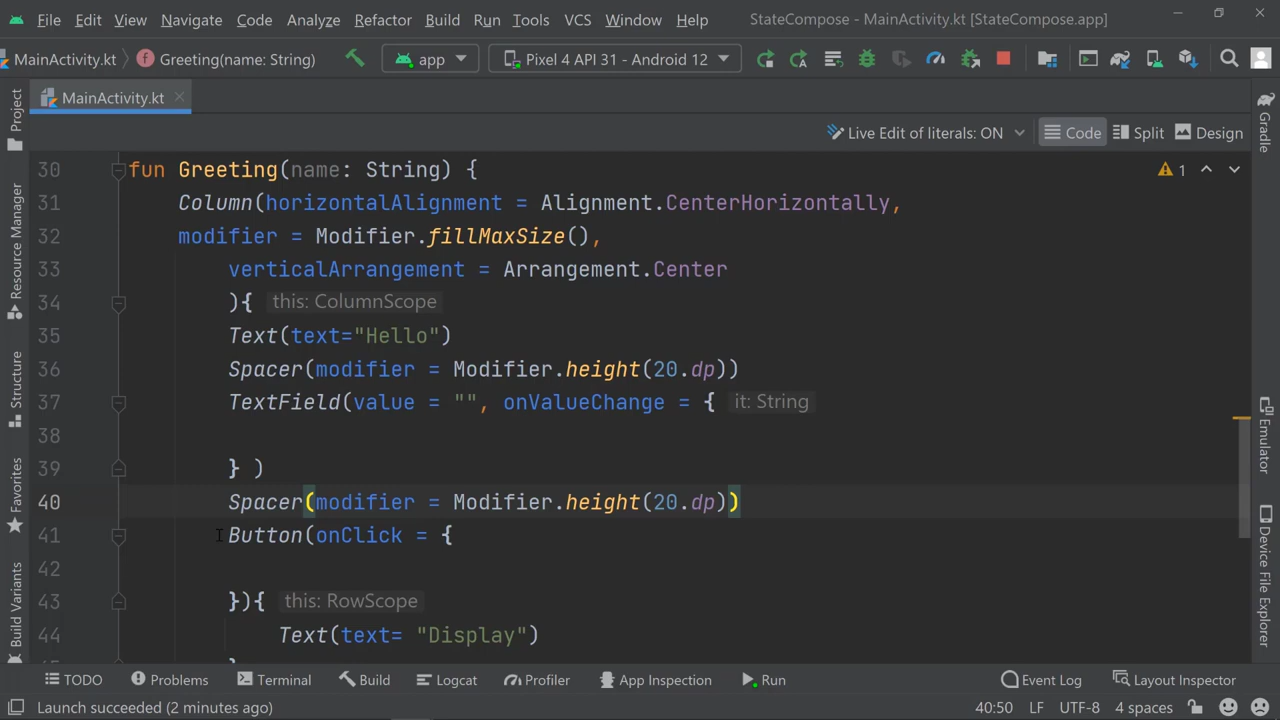 File Edit View Navigate Code Analyze Refactor Build Run Tools VCS Window Help StateCompose - MainActivity.kt [StateCompose.app]
MainActivity.kt Greeting(name: String) app Pixel 4 API 31 - Android 12
MainActivity.kt
Live Edit of literals: ON Code Split Design
Project
Resource Manager
Structure
Favorites
Build Variants
Gradle
Emulator
Device File Explorer
1
30 fun Greeting(name: String) {
31 Column(horizontalAlignment = Alignment.CenterHorizontally,
32 modifier = Modifier.fillMaxSize(),
33 verticalArrangement = Arrangement.Center
34 ){ this: ColumnScope
35 Text(text="Hello")
36 Spacer(modifier = Modifier.height(20.dp))
37 TextField(value = "", onValueChange = { it: String
38
39 } )
40 Spacer(modifier = Modifier.height(20.dp))
41 Button(onClick = {
42
43 }){ this: RowScope
44 Text(text= "Display")
TODO Problems Terminal Build Logcat Profiler App Inspection Run Event Log Layout Inspector
Launch succeeded (2 minutes ago) 40:50 LF UTF-8 4 spaces